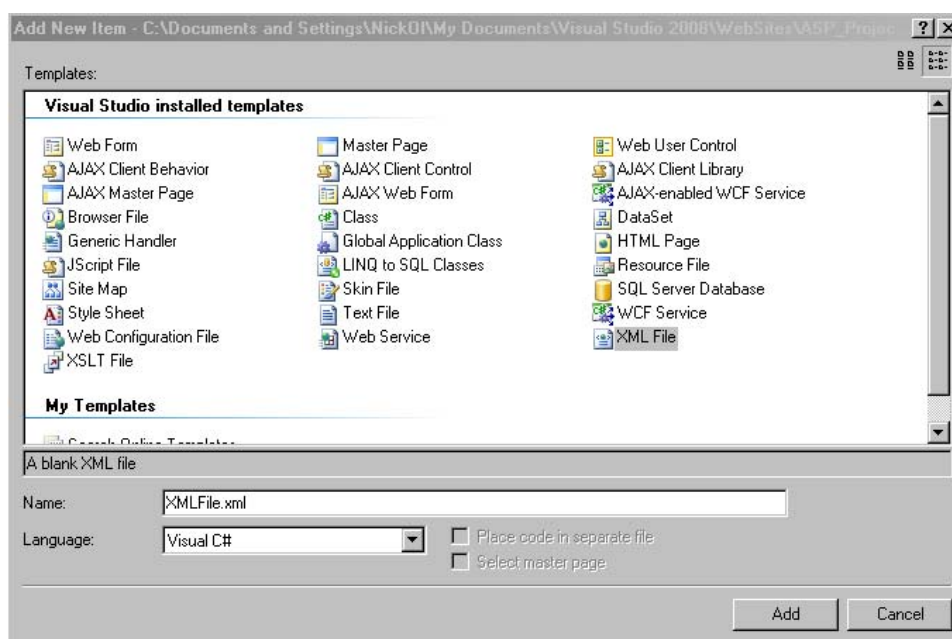 Add New Item - C:\Documents and Settings\NickOl\My Documents\Visual Studio 2008\WebSites\ASP_Projec
Templates:
Visual Studio installed templates
Web Form Master Page Web User Control
AJAX Client Behavior AJAX Client Control AJAX Client Library
AJAX Master Page AJAX Web Form AJAX-enabled WCF Service
Browser File Class DataSet
Generic Handler Global Application Class HTML Page
JScript File LINQ to SQL Classes Resource File
Site Map Skin File SQL Server Database
Style Sheet Text File WCF Service
Web Configuration File Web Service XML File
XSLT File
My Templates
Search Online Templates
A blank XML file
Name: XMLFile.xml
Language: Visual C# Place code in separate file
Select master page
Add Cancel